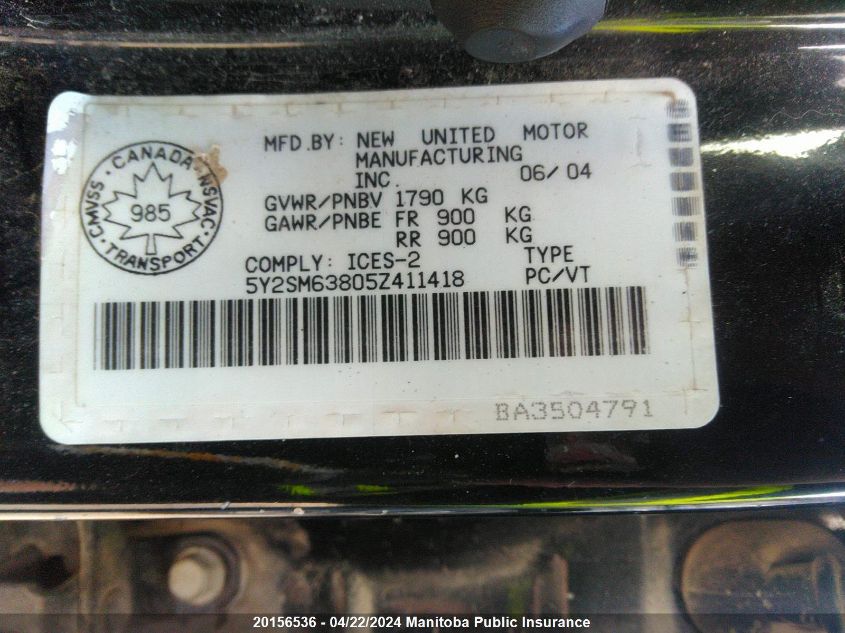 CANADA
CMVSS
NSVAC
985
TRANSPORT
MFD.BY: NEW UNITED MOTOR
MANUFACTURING
INC. 06/04
GVWR/PNBV 1790 KG
GAWR/PNBE FR 900 KG
RR 900 KG
COMPLY: ICES-2 TYPE
5Y2SM63805Z411418 PC/VT
BA3504791
20156536 - 04/22/2024 Manitoba Public Insurance